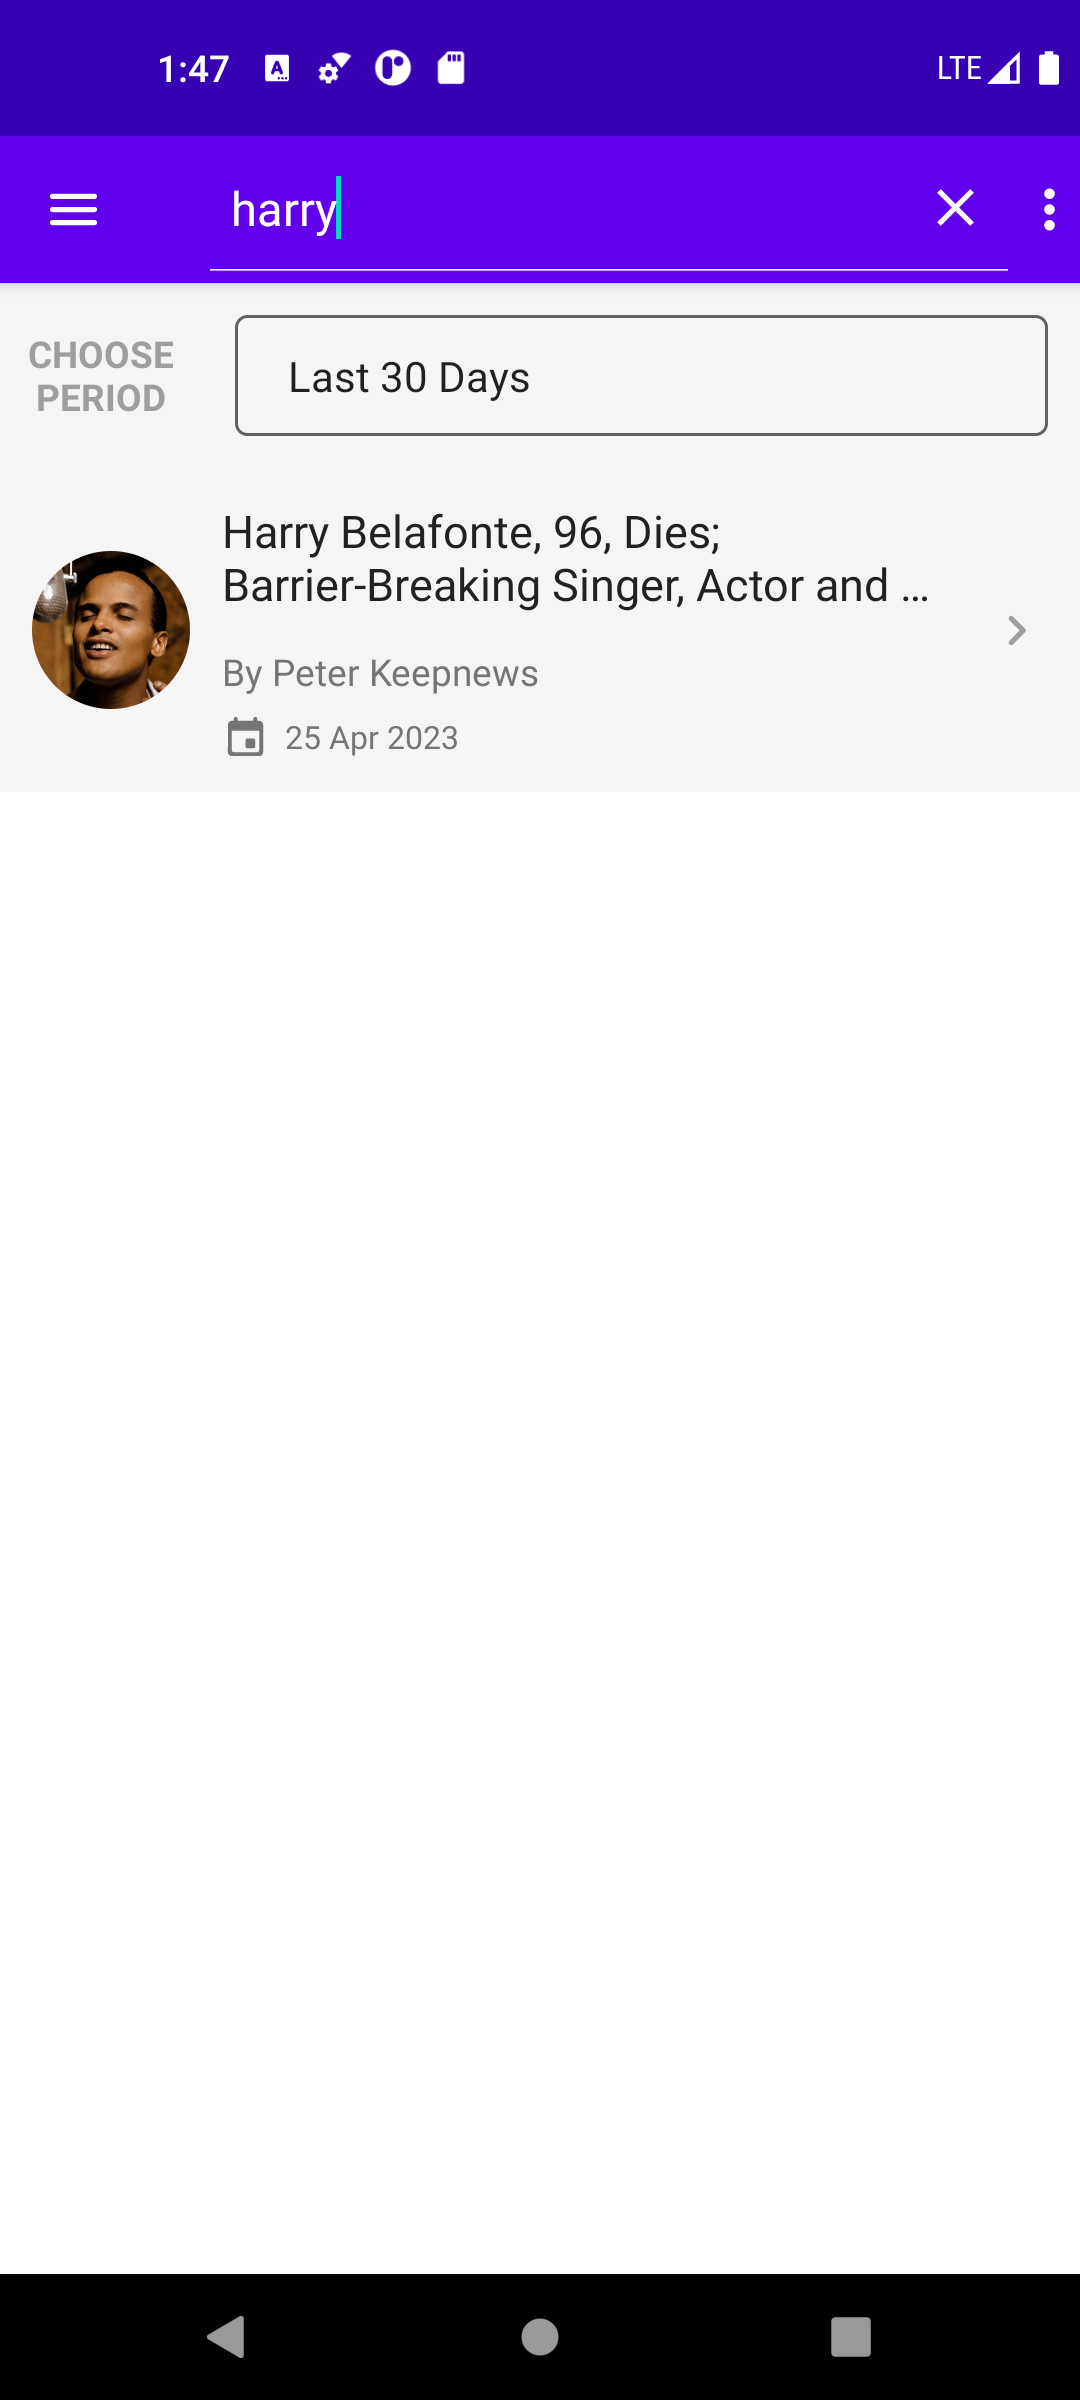 1:47
LTE
harry
CHOOSE
PERIOD
Last 30 Days
Harry Belafonte, 96, Dies;
Barrier-Breaking Singer, Actor and ...
By Peter Keepnews
25 Apr 2023